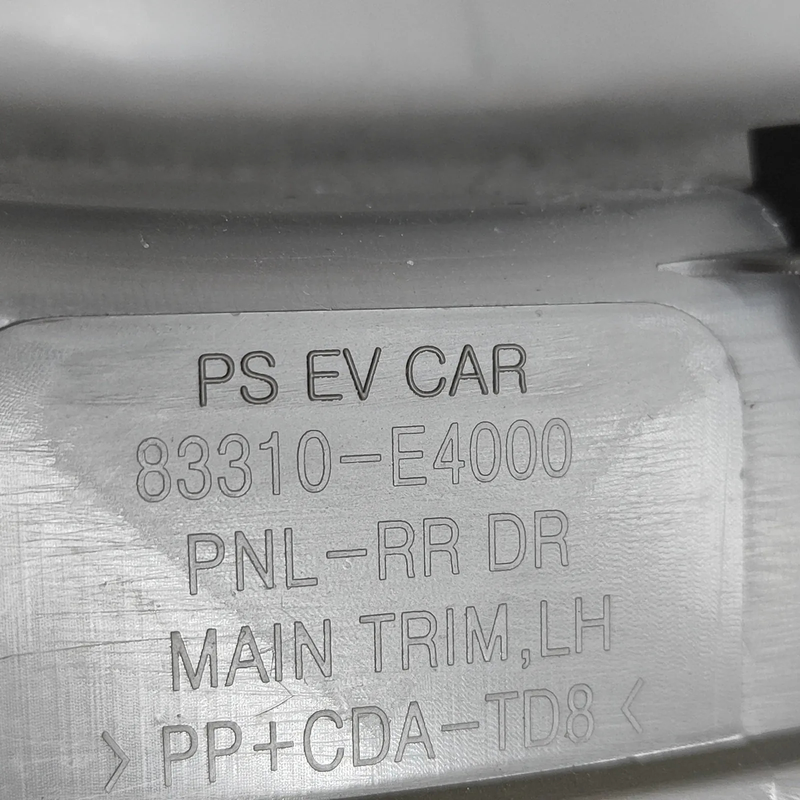 PS EV CAR
83310-E4000
PNL-RR DR
MAIN TRIM,LH
>PP+CDA-TD8<